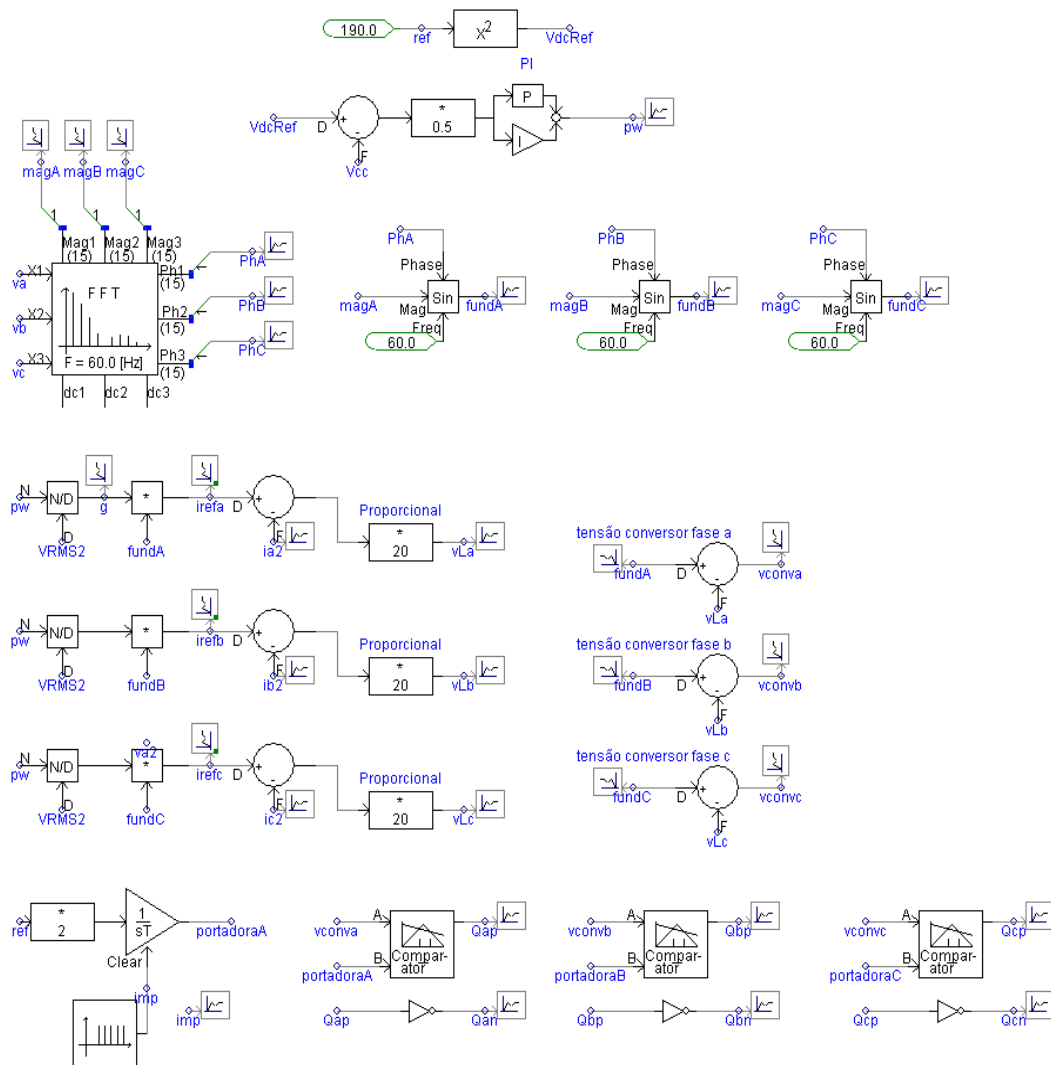 190.0
ref
X²
VdcRef
PI
VdcRef
D
+
-
F
Vcc
*
0.5
P
I
pw
magA
magB
magC
1
1
1
Mag1
Mag2
Mag3
(15)
(15)
(15)
va
X1
vb
X2
vc
X3
FFT
F = 60.0 [Hz]
Ph1
(15)
Ph2
(15)
Ph3
(15)
PhA
PhB
PhC
dc1
dc2
dc3
PhA
Phase
magA
Mag
Sin
fundA
Freq
60.0
PhB
Phase
magB
Mag
Sin
fundB
Freq
60.0
PhC
Phase
magC
Mag
Sin
fundC
Freq
60.0
pw
N
N/D
D
VRMS2
g
*
fundA
irefa
D
+
-
F
ia2
Proporcional
*
20
vLa
pw
N
N/D
D
VRMS2
*
fundB
irefb
D
+
-
F
ib2
Proporcional
*
20
vLb
pw
N
N/D
D
VRMS2
va2
*
fundC
irefc
D
+
-
F
ic2
Proporcional
*
20
vLc
tensão conversor fase a
fundA
D
+
-
F
vLa
vconva
tensão conversor fase b
fundB
D
+
-
F
vLb
vconvb
tensão conversor fase c
fundC
D
+
-
F
vLc
vconvc
ref
*
2
1
sT
Clear
portadoraA
imp
imp
vconva
A
portadoraA
B
Compar-
ator
Qap
Qap
Qan
vconvb
A
portadoraB
B
Compar-
ator
Qbp
Qbp
Qbn
vconvc
A
portadoraC
B
Compar-
ator
Qcp
Qcp
Qcn